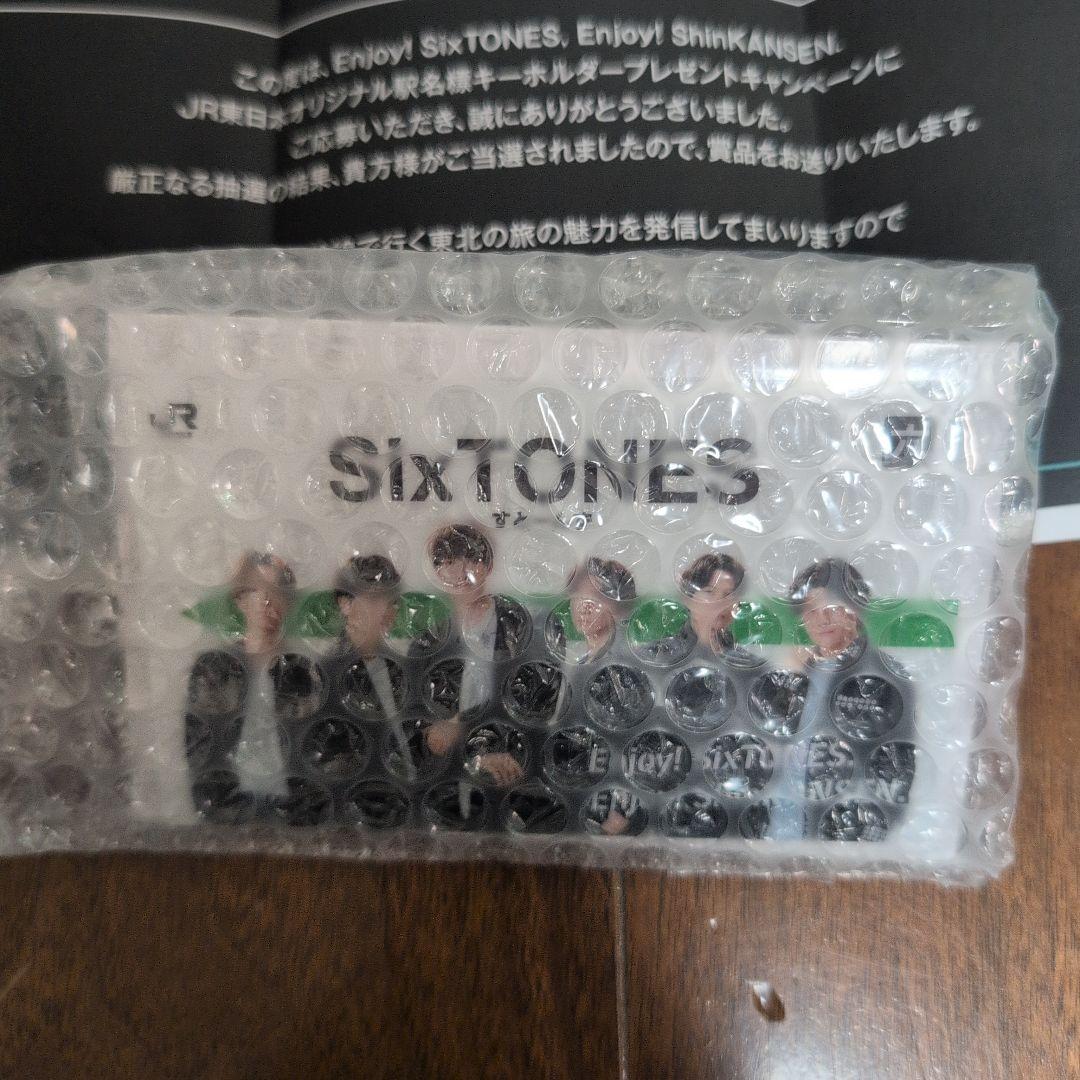 この度は、Enjoy! SixTONES, Enjoy! ShinKANSEN.
JR東日本オリジナル駅名標キーホルダープレゼントキャンペーンに
ご応募いただき、誠にありがとうございました。
厳正なる抽選の結果、貴方様がご当選されましたので、賞品をお送りいたします。
で行く東北の旅の魅力を発信してまいりますので
JR
SixTONES
Enjoy! SixTONES.